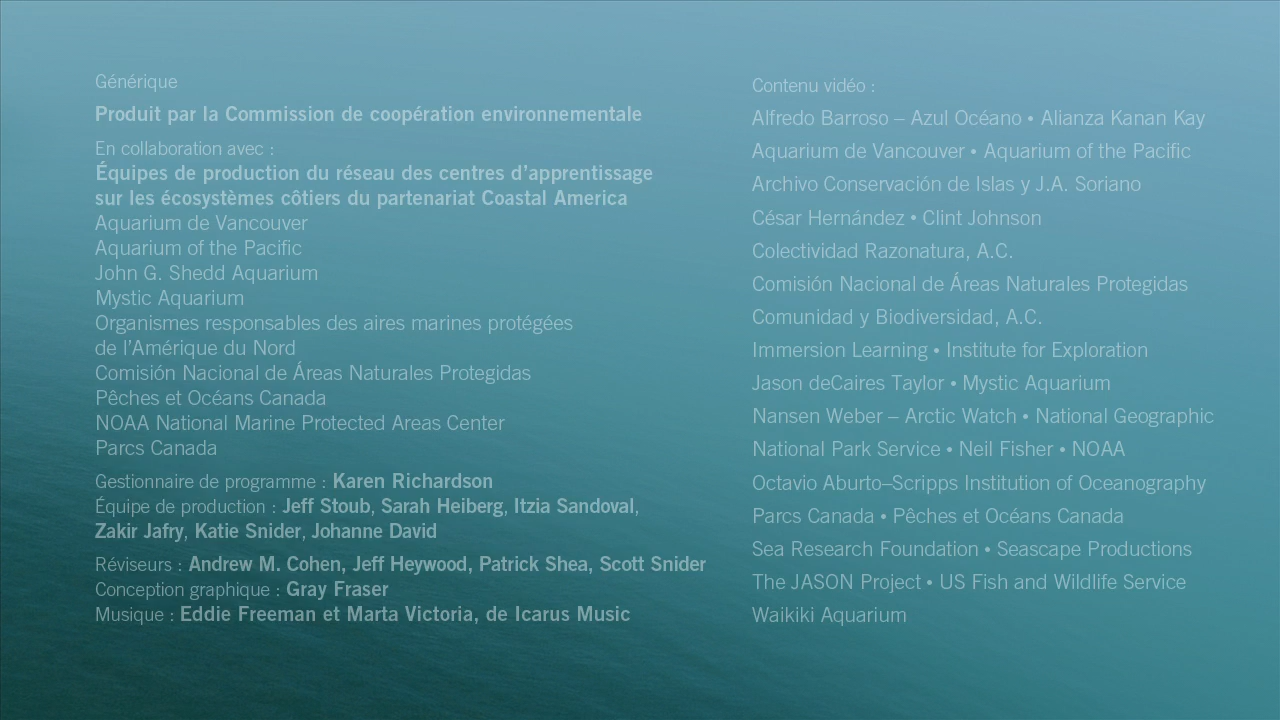 Générique
Produit par la Commission de coopération environnementale
En collaboration avec :
Équipes de production du réseau des centres d’apprentissage
sur les écosystèmes côtiers du partenariat Coastal America
Aquarium de Vancouver
Aquarium of the Pacific
John G. Shedd Aquarium
Mystic Aquarium
Organismes responsables des aires marines protégées
de l’Amérique du Nord
Comisión Nacional de Áreas Naturales Protegidas
Pêches et Océans Canada
NOAA National Marine Protected Areas Center
Parcs Canada
Gestionnaire de programme : Karen Richardson
Équipe de production : Jeff Stoub, Sarah Heiberg, Itzia Sandoval,
Zakir Jafry, Katie Snider, Johanne David
Réviseurs : Andrew M. Cohen, Jeff Heywood, Patrick Shea, Scott Snider
Conception graphique : Gray Fraser
Musique : Eddie Freeman et Marta Victoria, de Icarus Music
Contenu vidéo :
Alfredo Barroso – Azul Océano • Alianza Kanan Kay
Aquarium de Vancouver • Aquarium of the Pacific
Archivo Conservación de Islas y J.A. Soriano
César Hernández • Clint Johnson
Colectividad Razonatura, A.C.
Comisión Nacional de Áreas Naturales Protegidas
Comunidad y Biodiversidad, A.C.
Immersion Learning • Institute for Exploration
Jason deCaires Taylor • Mystic Aquarium
Nansen Weber – Arctic Watch • National Geographic
National Park Service • Neil Fisher • NOAA
Octavio Aburto–Scripps Institution of Oceanography
Parcs Canada • Pêches et Océans Canada
Sea Research Foundation • Seascape Productions
The JASON Project • US Fish and Wildlife Service
Waikiki Aquarium